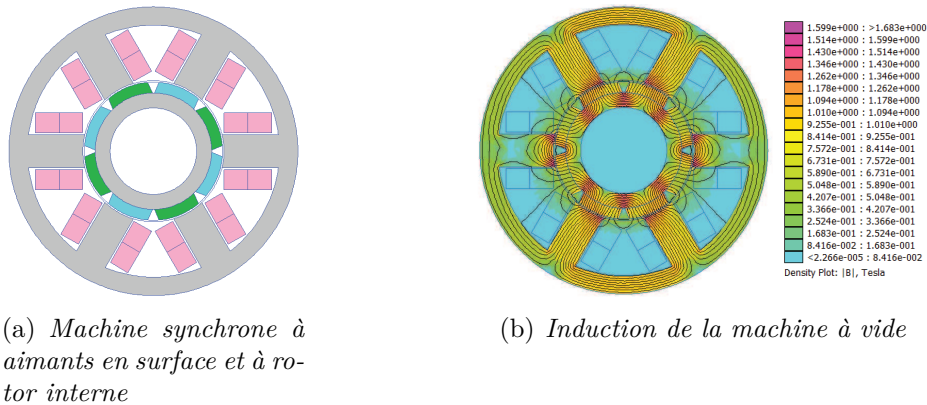 1.599e+000 : >1.683e+000
1.514e+000 : 1.599e+000
1.430e+000 : 1.514e+000
1.346e+000 : 1.430e+000
1.262e+000 : 1.346e+000
1.178e+000 : 1.262e+000
1.094e+000 : 1.178e+000
1.010e+000 : 1.094e+000
9.255e-001 : 1.010e+000
8.414e-001 : 9.255e-001
7.572e-001 : 8.414e-001
6.731e-001 : 7.572e-001
5.890e-001 : 6.731e-001
5.048e-001 : 5.890e-001
4.207e-001 : 5.048e-001
3.366e-001 : 4.207e-001
2.524e-001 : 3.366e-001
1.683e-001 : 2.524e-001
8.416e-002 : 1.683e-001
<2.266e-005 : 8.416e-002
Density Plot: |B|, Tesla
(a) Machine synchrone à
aimants en surface et à ro-
tor interne
(b) Induction de la machine à vide